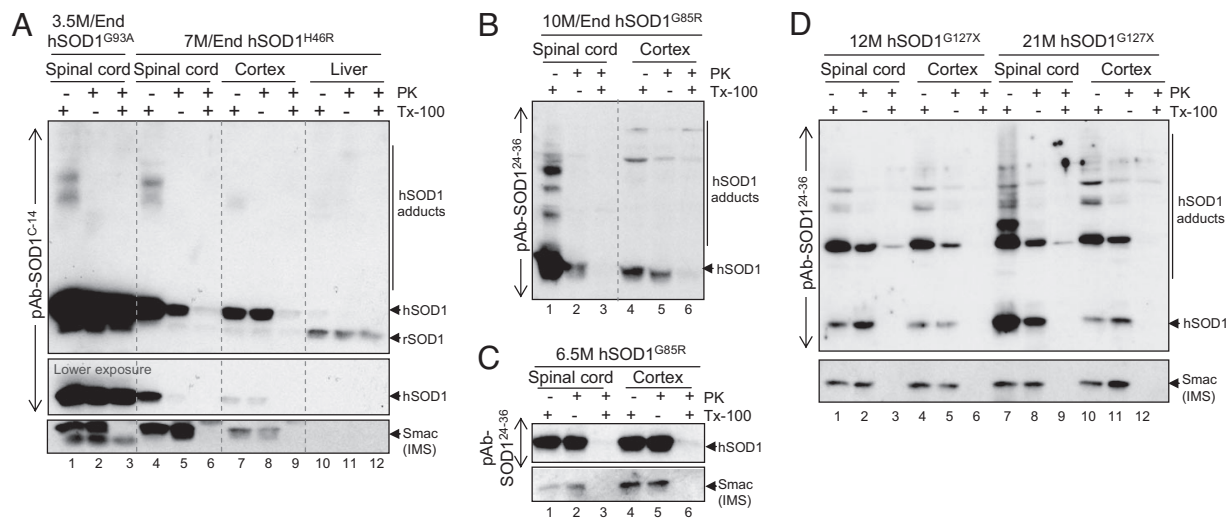 A
3.5M/End
hSOD1G93A
7M/End hSOD1H46R
Spinal cord Spinal cord Cortex Liver
- + + - + + - + + - + + PK
+ - + + - + + - + + - + Tx-100
pAb-SOD1C-14
hSOD1
adducts
hSOD1
rSOD1
Lower exposure
hSOD1
Smac
(IMS)
1 2 3 4 5 6 7 8 9 10 11 12
B
10M/End hSOD1G85R
Spinal cord Cortex
PK - + + - + +
Tx-100 + - + + - +
pAb-SOD124-36
hSOD1
adducts
hSOD1
1 2 3 4 5 6
C
6.5M hSOD1G85R
Spinal cord Cortex
- + + - + + PK
+ - + + - + Tx-100
pAb-
SOD124-36
hSOD1
Smac
(IMS)
1 2 3 4 5 6
D
12M hSOD1G127X 21M hSOD1G127X
Spinal cord Cortex Spinal cord Cortex
- + + - + + - + + - + + PK
+ - + + - + + - + + - + Tx-100
pAb-SOD124-36
hSOD1
adducts
hSOD1
Smac
(IMS)
1 2 3 4 5 6 7 8 9 10 11 12